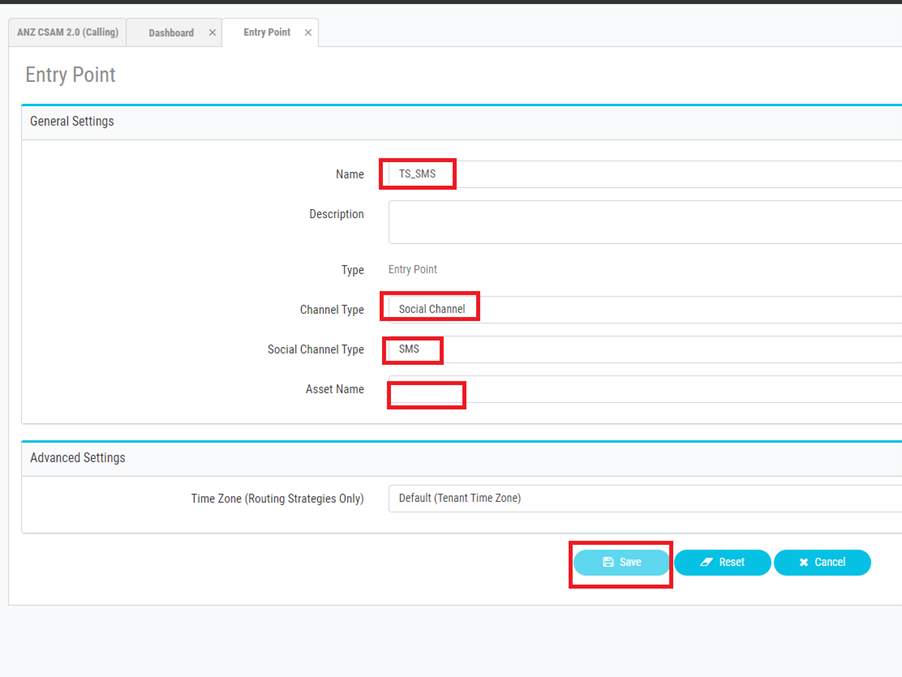 ANZ CSAM 2.0 (Calling) Dashboard × Entry Point ×
Entry Point
General Settings
Name TS_SMS
Description
Type Entry Point
Channel Type Social Channel
Social Channel Type SMS
Asset Name
Advanced Settings
Time Zone (Routing Strategies Only) Default (Tenant Time Zone)
Save Reset Cancel